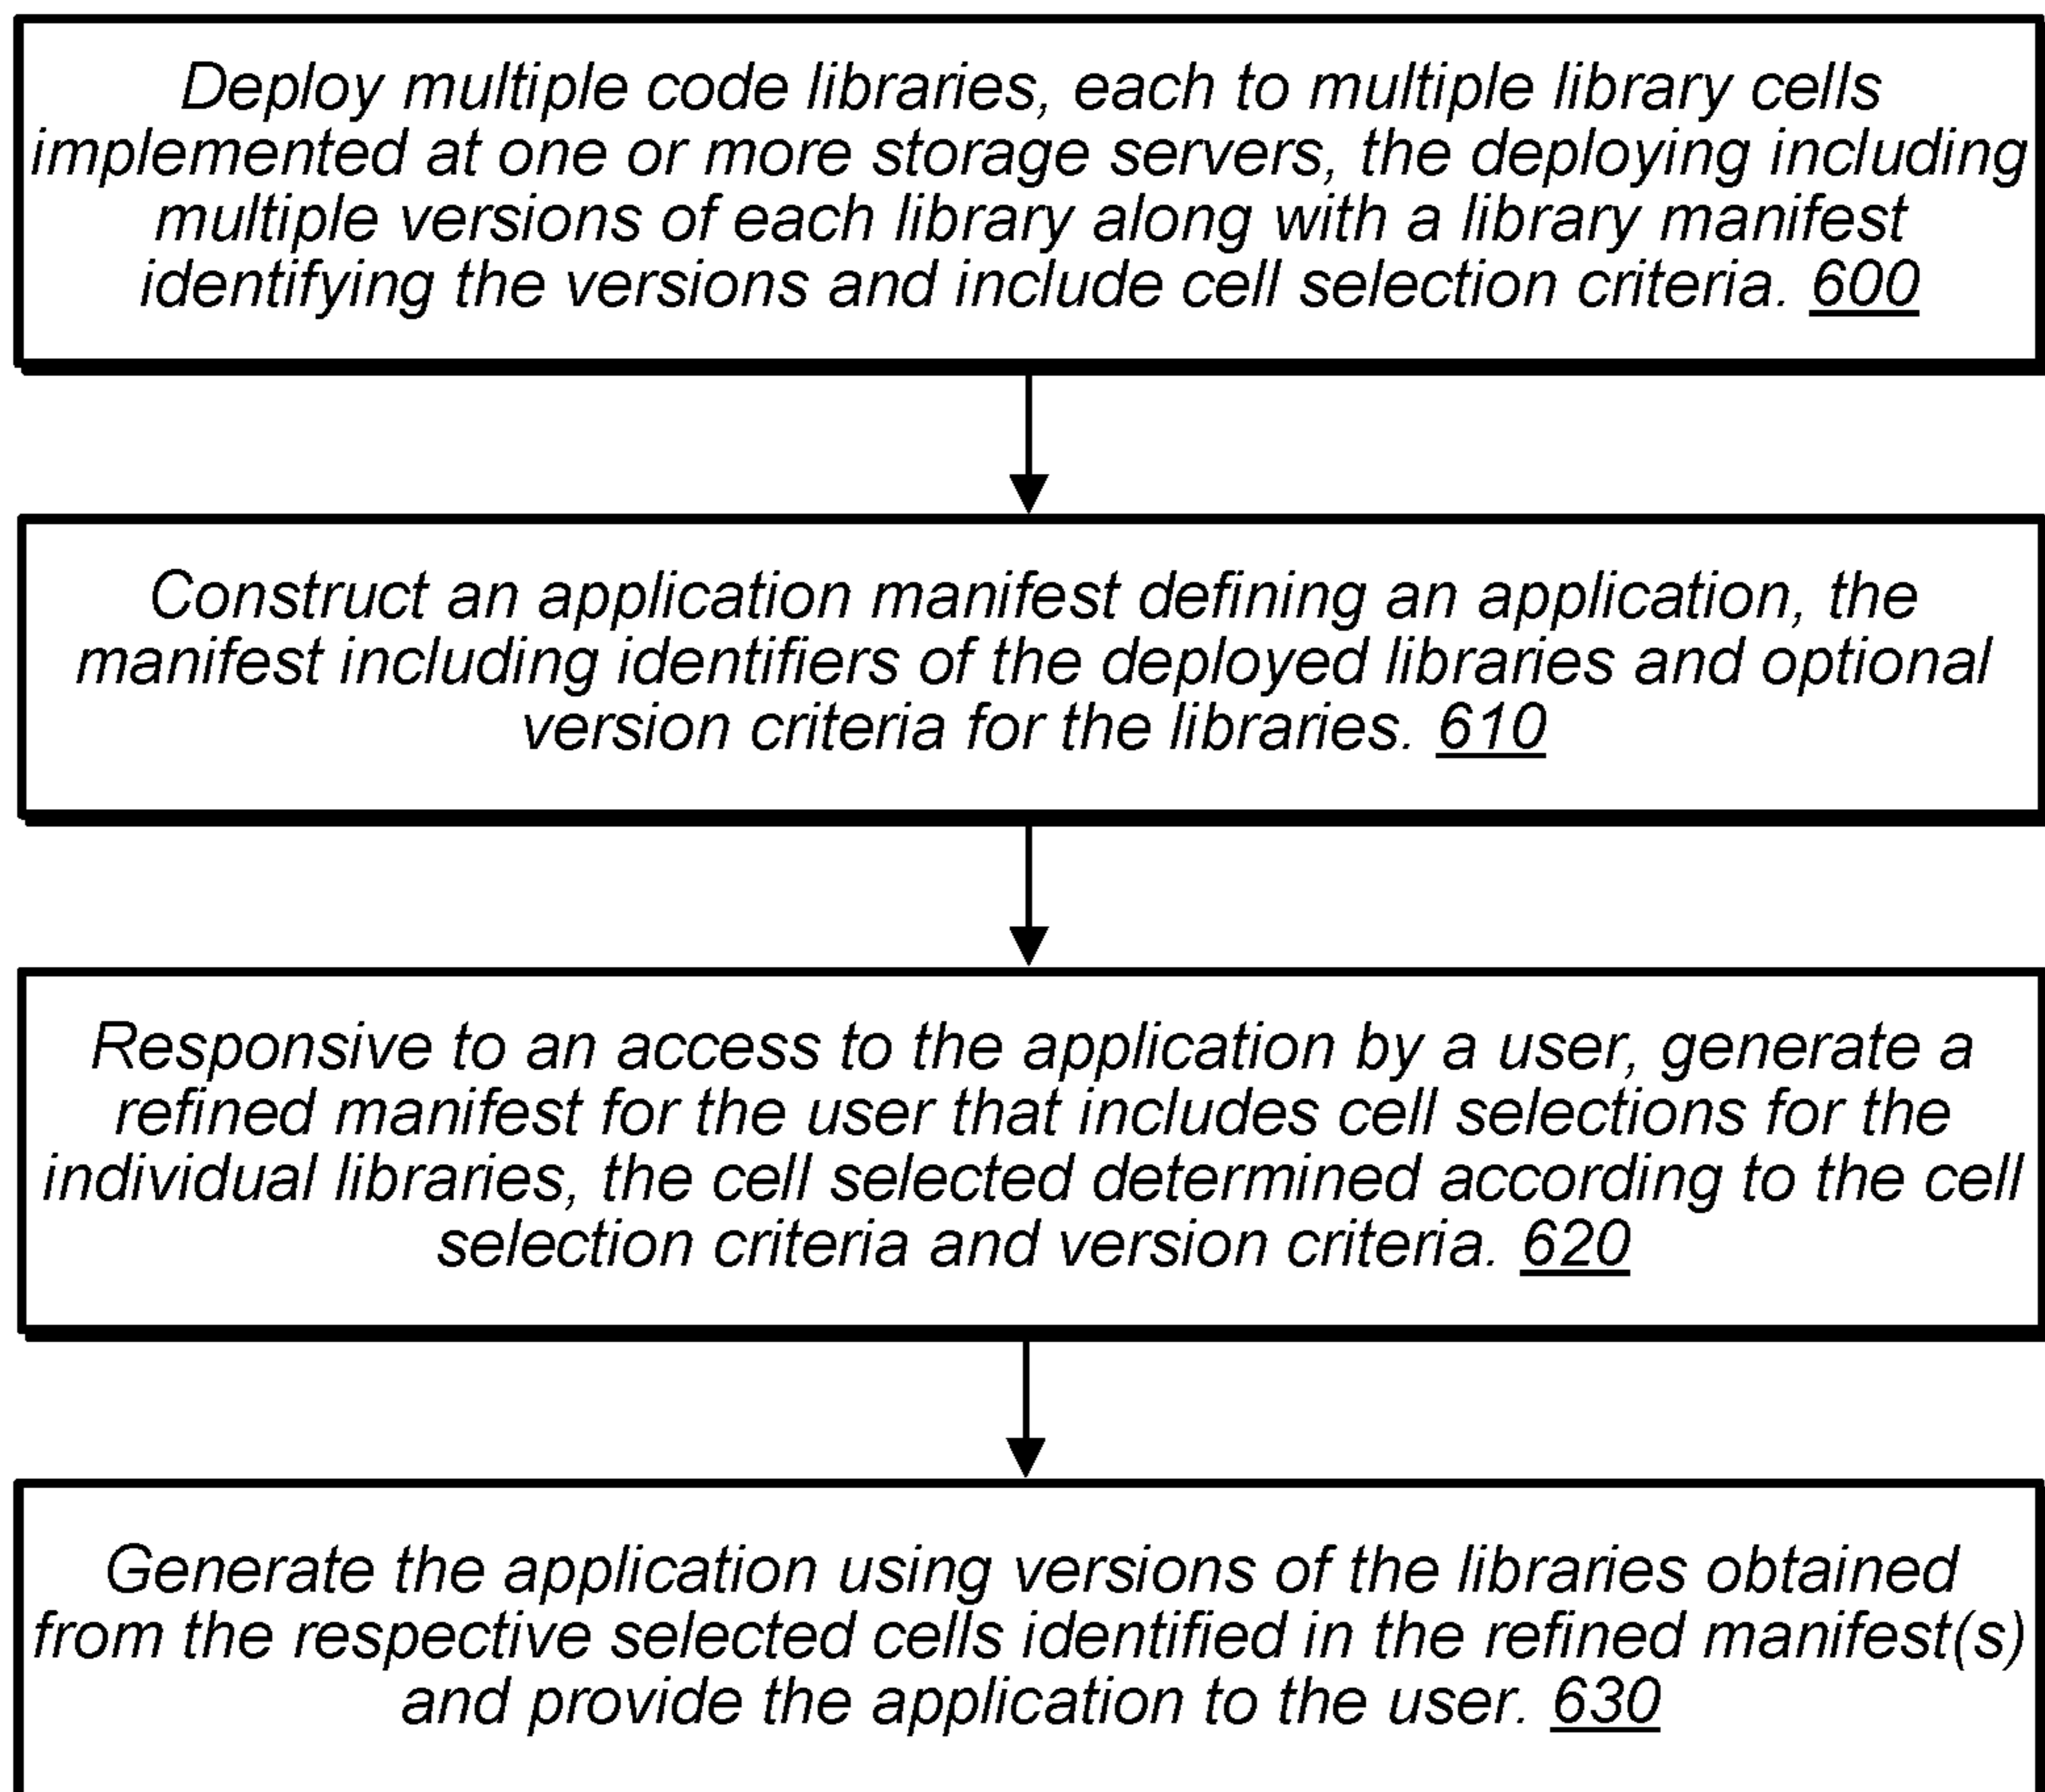 Deploy multiple code libraries, each to multiple library cells
implemented at one or more storage servers, the deploying including
multiple versions of each library along with a library manifest
identifying the versions and include cell selection criteria. 600
Construct an application manifest defining an application, the
manifest including identifiers of the deployed libraries and optional
version criteria for the libraries. 610
Responsive to an access to the application by a user, generate a
refined manifest for the user that includes cell selections for the
individual libraries, the cell selected determined according to the cell
selection criteria and version criteria. 620
Generate the application using versions of the libraries obtained
from the respective selected cells identified in the refined manifest(s)
and provide the application to the user. 630